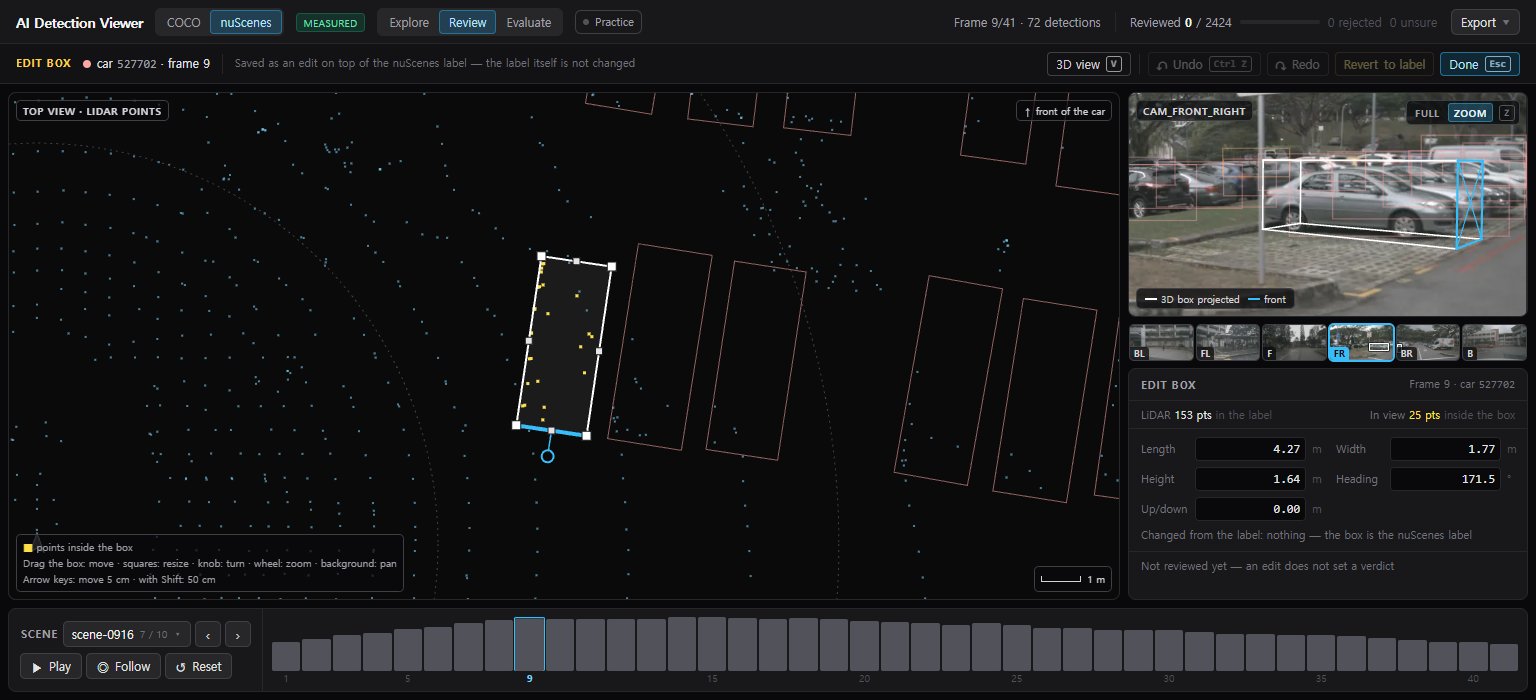 AI Detection Viewer COCO nuScenes MEASURED Explore Review Evaluate Practice Frame 9/41 · 72 detections Reviewed 0 / 2424 0 rejected 0 unsure Export
EDIT BOX car 527702 · frame 9 Saved as an edit on top of the nuScenes label — the label itself is not changed 3D view V Undo Ctrl Z Redo Revert to label Done Esc
TOP VIEW · LIDAR POINTS
↑ front of the car
CAM_FRONT_RIGHT
FULL ZOOM Z
3D box projected front
BL FL F FR BR B
EDIT BOX Frame 9 · car 527702
LiDAR 153 pts in the label In view 25 pts inside the box
Length 4.27 m Width 1.77 m
Height 1.64 m Heading 171.5 °
Up/down 0.00 m
Changed from the label: nothing — the box is the nuScenes label
Not reviewed yet — an edit does not set a verdict
points inside the box
Drag the box: move · squares: resize · knob: turn · wheel: zoom · background: pan
Arrow keys: move 5 cm · with Shift: 50 cm
1 m
SCENE scene-0916 7 / 10 ‹ ›
Play Follow Reset
1 5 9 15 20 25 30 35 40